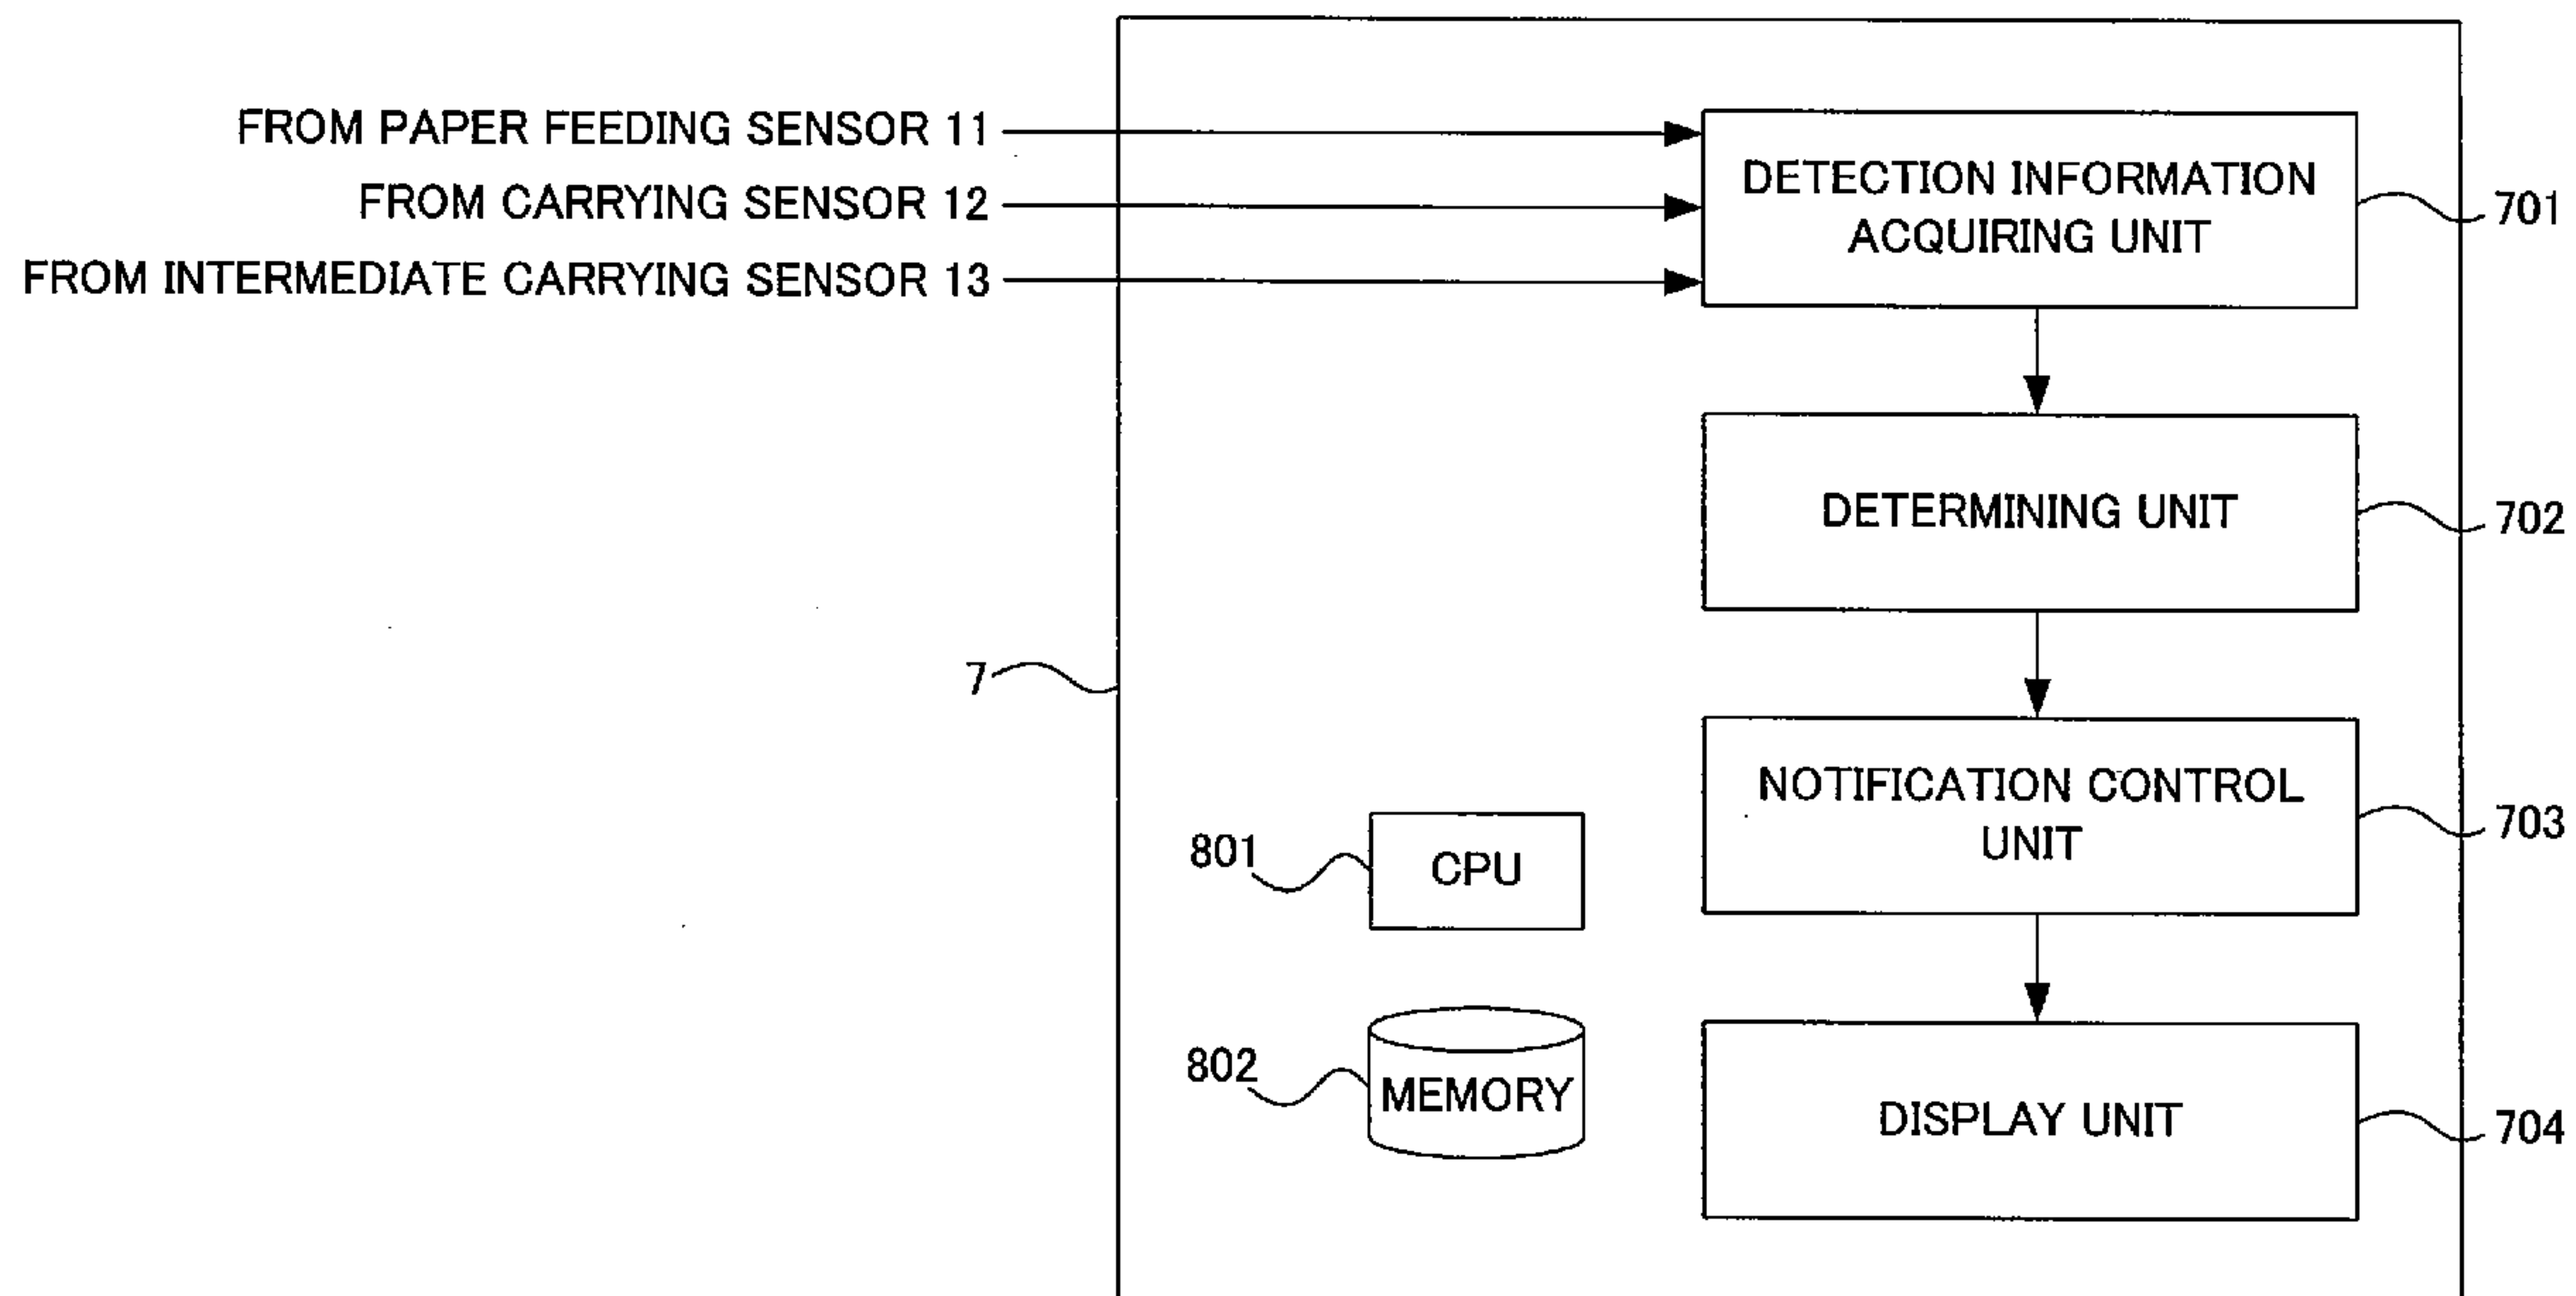 FROM PAPER FEEDING SENSOR 11
FROM CARRYING SENSOR 12
FROM INTERMEDIATE CARRYING SENSOR 13
DETECTION INFORMATION
ACQUIRING UNIT
701
DETERMINING UNIT
702
7
NOTIFICATION CONTROL
UNIT
703
801
CPU
802
MEMORY
DISPLAY UNIT
704